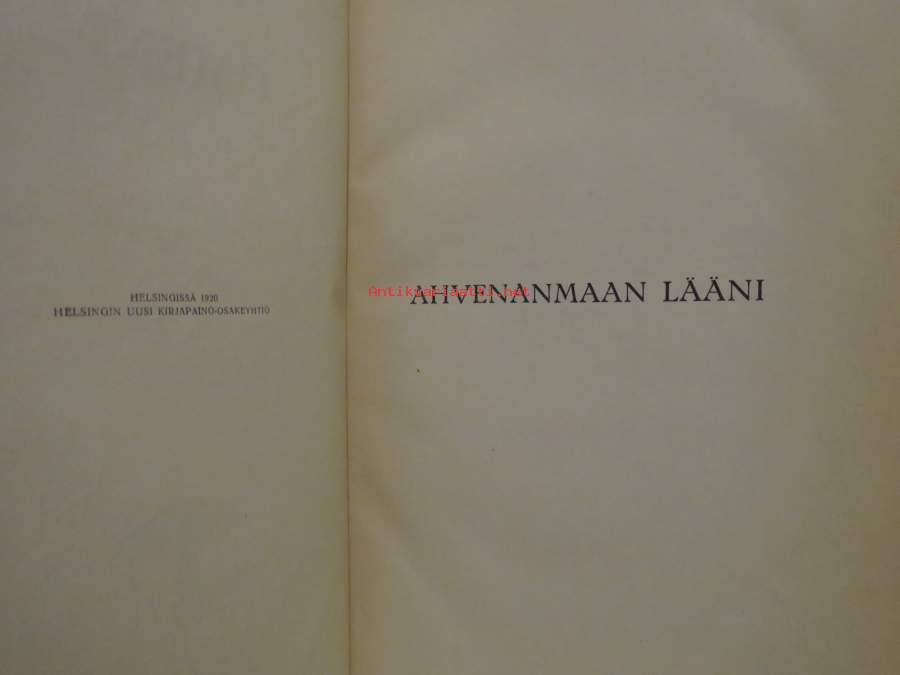 HELSINGISSÄ 1920
HELSINGIN UUSI KIRJAPAINO-OSAKEYHTIÖ
AHVENANMAAN LÄÄNI
Antikvariaatti.net